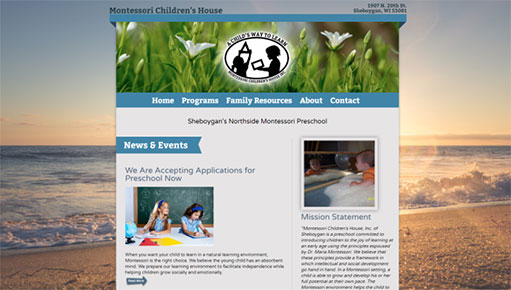 Montessori Children's House
1907 N. 20th St.
Sheboygan, WI 53081
A CHILD'S WAY TO LEARN
MONTESSORI CHILDREN'S HOUSE INC.
Home Programs Family Resources About Contact
Sheboygan's Northside Montessori Preschool
News & Events
We Are Accepting Applications for
Preschool Now
When you want your child to learn in a natural learning environment,
Montessori is the right choice. We believe the young child has an absorbent
mind. We prepare our learning environment to facilitate independence while
helping children grow socially and emotionally.
Read More
Mission Statement
"Montessori Children's House, Inc. of
Sheboygan is a preschool committed to
introducing children to the joy of learning at
an early age using the principles espoused
by Dr. Maria Montessori. We believe that
these principles provide a framework in
which intellectual and social development
go hand in hand. In a Montessori setting, a
child is able to grow and develop his or her
full potential at their own pace. The
Montessori environment helps the child to